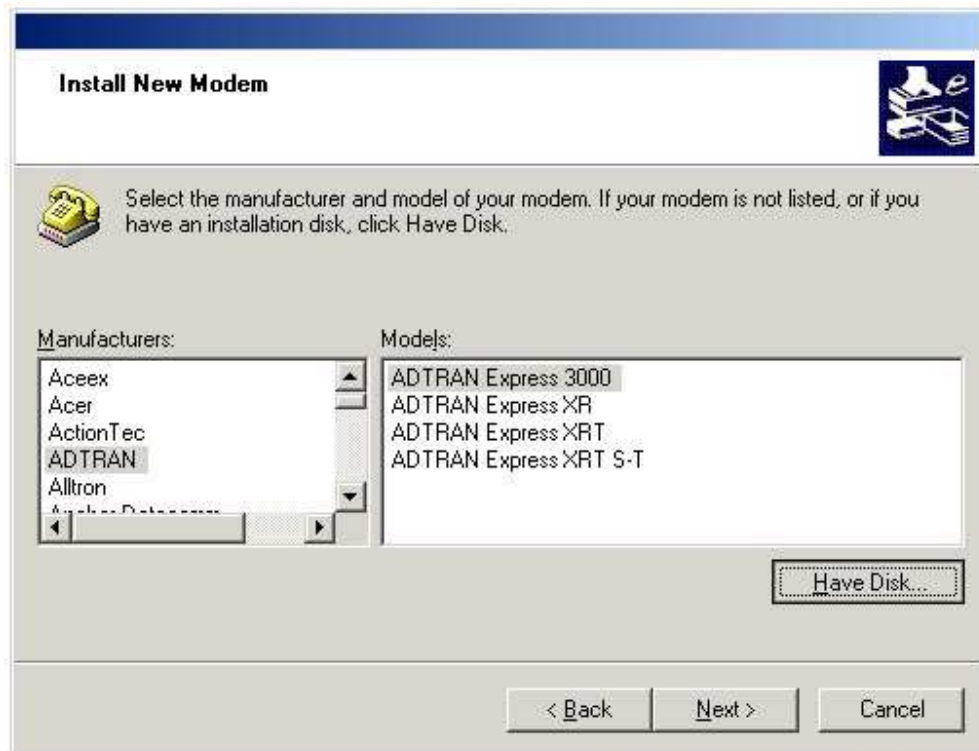 Install New Modem
Select the manufacturer and model of your modem. If your modem is not listed, or if you
have an installation disk, click Have Disk.
Manufacturers:
Aceex
Acer
ActionTec
ADTRAN
Alltron
Models:
ADTRAN Express 3000
ADTRAN Express XR
ADTRAN Express XRT
ADTRAN Express XRT S-T
Have Disk...
< Back
Next >
Cancel